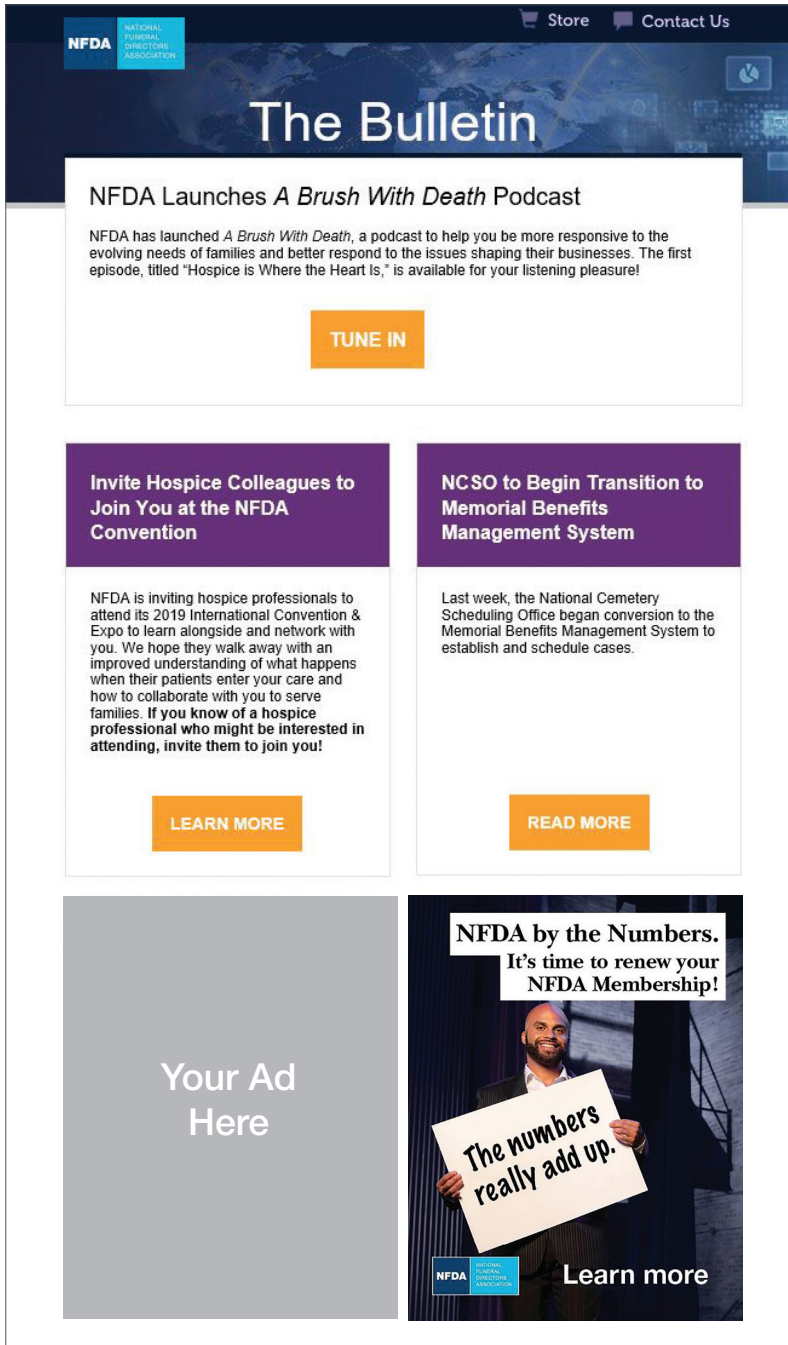 Store
Contact Us
NFDA
NATIONAL
FUNERAL
DIRECTORS
ASSOCIATION
The Bulletin
NFDA Launches A Brush With Death Podcast
NFDA has launched A Brush With Death, a podcast to help you be more responsive to the
evolving needs of families and better respond to the issues shaping their businesses. The first
episode, titled “Hospice is Where the Heart Is,” is available for your listening pleasure!
TUNE IN
Invite Hospice Colleagues to
Join You at the NFDA
Convention
NFDA is inviting hospice professionals to
attend its 2019 International Convention &
Expo to learn alongside and network with
you. We hope they walk away with an
improved understanding of what happens
when their patients enter your care and
how to collaborate with you to serve
families. If you know of a hospice
professional who might be interested in
attending, invite them to join you!
LEARN MORE
NCSO to Begin Transition to
Memorial Benefits
Management System
Last week, the National Cemetery
Scheduling Office began conversion to the
Memorial Benefits Management System to
establish and schedule cases.
READ MORE
Your Ad
Here
NFDA by the Numbers.
It’s time to renew your
NFDA Membership!
The numbers
really add up.
NFDA
NATIONAL
FUNERAL
DIRECTORS
ASSOCIATION
Learn more